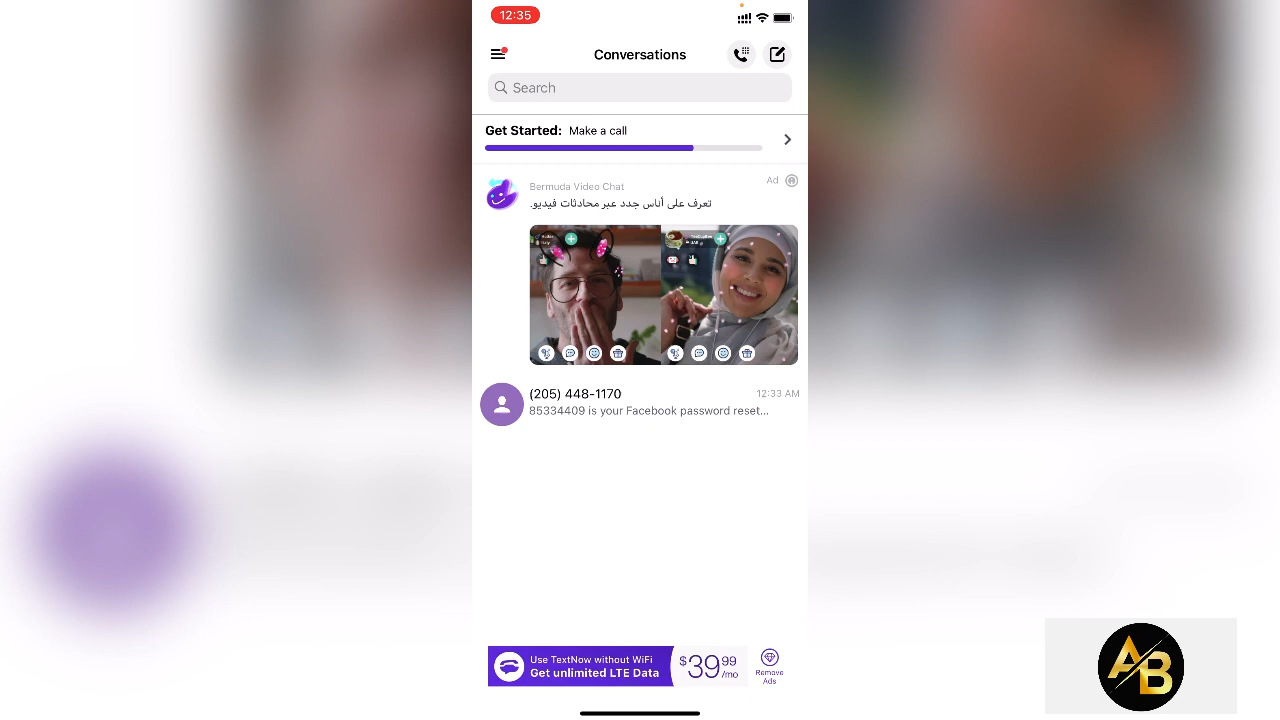 12:35
Conversations
Search
Get Started: Make a call
Bermuda Video Chat
Ad
تعرف على أناس جدد عبر محادثات فيديو.
(205) 448-1170
12:33 AM
85334409 is your Facebook password reset...
Use TextNow without WiFi
Get unlimited LTE Data
$39.99/mo
Remove
Ads
AB